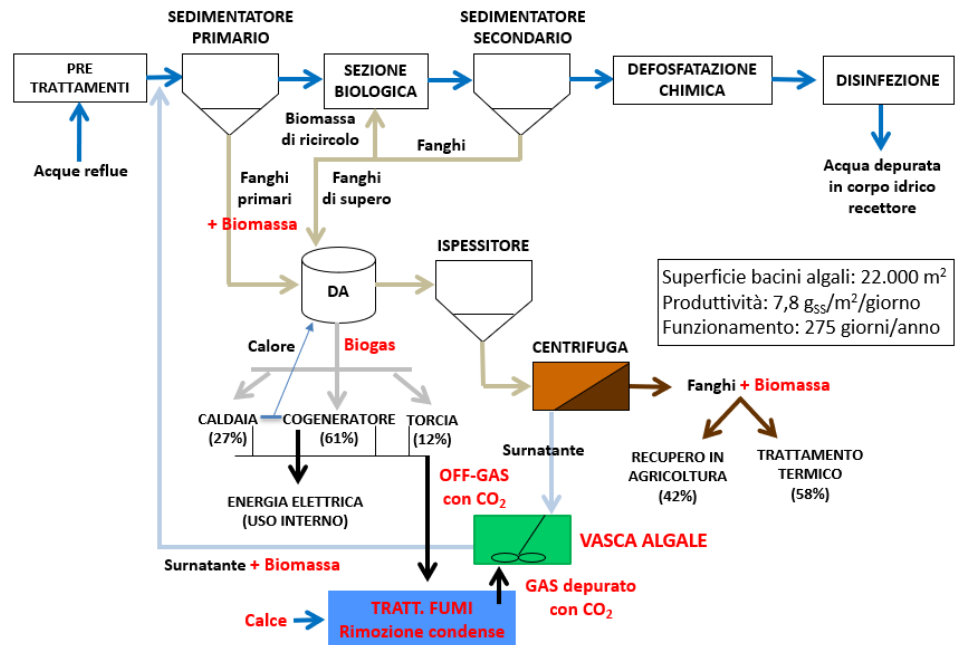 SEDIMENTATORE
PRIMARIO
SEDIMENTATORE
SECONDARIO
PRE
TRATTAMENTI
SEZIONE
BIOLOGICA
DEFOSFATAZIONE
CHIMICA
DISINFEZIONE
Biomassa
di ricircolo
Fanghi
Acque reflue
Acqua depurata
in corpo idrico
recettore
Fanghi
primari
+ Biomassa
Fanghi
di supero
ISPESSITORE
DA
Superficie bacini algali: 22.000 m²
Produttività: 7,8 gSS/m²/giorno
Funzionamento: 275 giorni/anno
Calore
Biogas
CENTRIFUGA
Fanghi + Biomassa
CALDAIA
(27%)
COGENERATORE
(61%)
TORCIA
(12%)
Surnatante
RECUPERO IN
AGRICOLTURA
(42%)
TRATTAMENTO
TERMICO
(58%)
OFF-GAS
con CO₂
ENERGIA ELETTRICA
(USO INTERNO)
VASCA ALGALE
Surnatante + Biomassa
GAS depurato
con CO₂
Calce
TRATT. FUMI
Rimozione condense